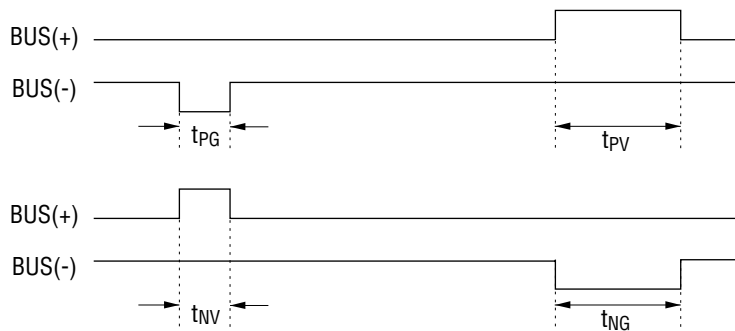 BUS(+)
BUS(-)
tPG
tPV
BUS(+)
BUS(-)
tNV
tNG